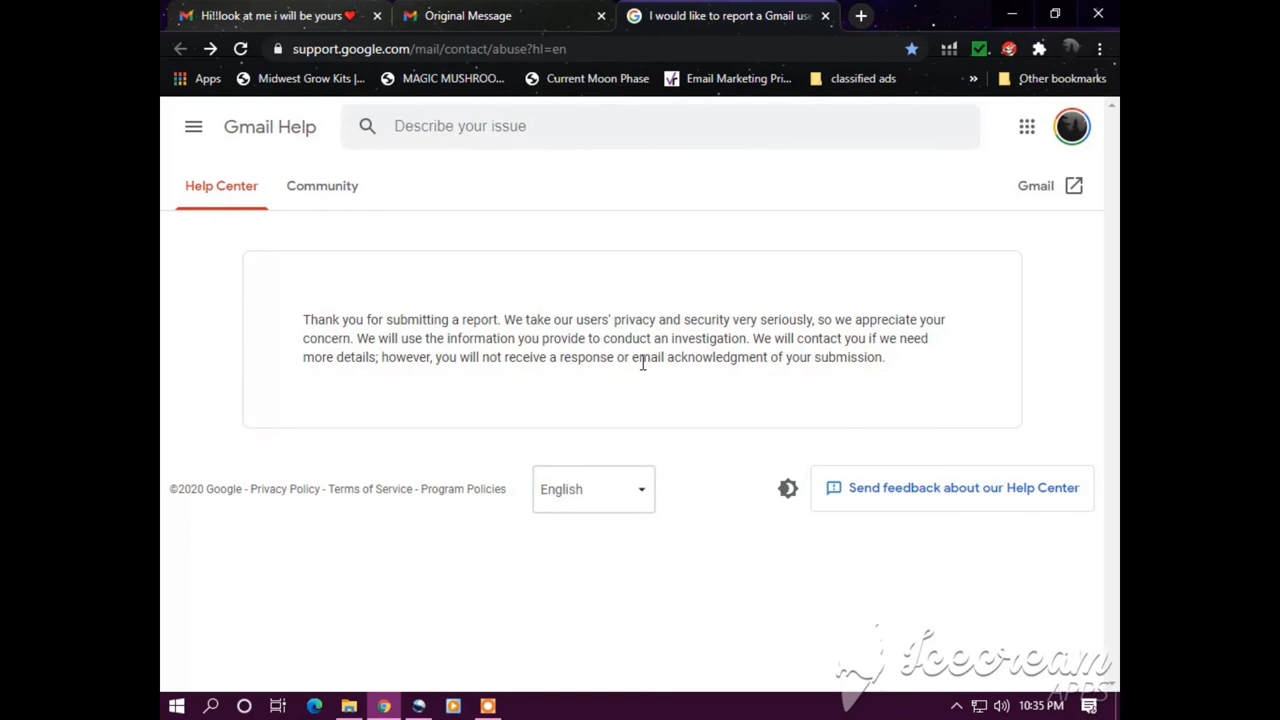 Hi!!look at me i will be yours❤
Original Message
I would like to report a Gmail use
support.google.com/mail/contact/abuse?hl=en
Apps
Midwest Grow Kits |...
MAGIC MUSHROO...
Current Moon Phase
Email Marketing Pri...
classified ads
»
Other bookmarks
Gmail Help
Describe your issue
Help Center
Community
Gmail
Thank you for submitting a report. We take our users' privacy and security very seriously, so we appreciate your
concern. We will use the information you provide to conduct an investigation. We will contact you if we need
more details; however, you will not receive a response or email acknowledgment of your submission.
©2020 Google - Privacy Policy - Terms of Service - Program Policies
English
Send feedback about our Help Center
Icecream
APPS
10:35 PM